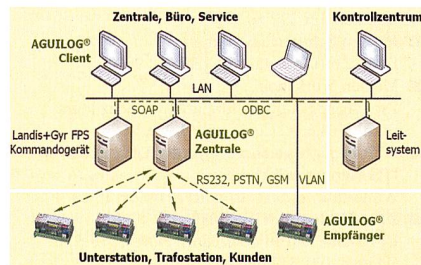 Zentrale, Büro, Service
Kontrollzentrum
AGUILOG®
Client
LAN
SOAP
ODBC
Landis+Gyr FPS
Kommandogerät
AGUILOG®
Zentrale
Leit-
system
RS232, PSTN, GSM
VLAN
AGUILOG®
Empfänger
Unterstation, Trafostation, Kunden